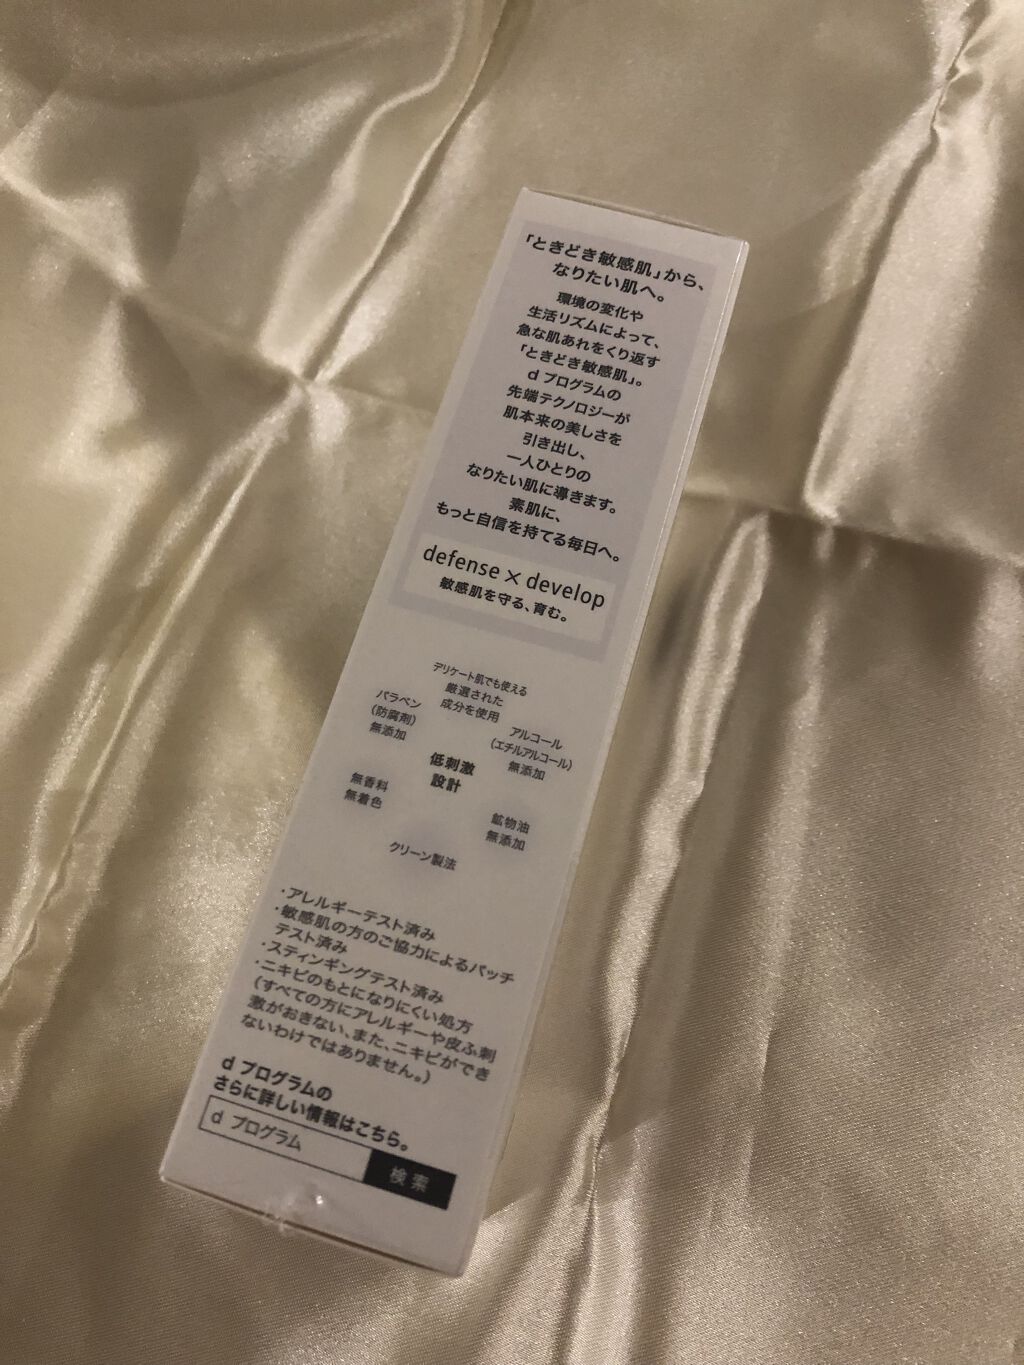 「ときどき敏感肌」から、
なりたい肌へ。
環境の変化や
生活リズムによって、
急な肌あれをくり返す
「ときどき敏感肌」。
d プログラムの
先端テクノロジーが
肌本来の美しさを
引き出し、
一人ひとりの
なりたい肌に導きます。
素肌に、
もっと自信を持てる毎日へ。
defense×develop
敏感肌を守る、育む。
デリケート肌でも使える
厳選された
成分を使用
パラベン
(防腐剤)
無添加
アルコール
(エチルアルコール)
無添加
低刺激
設計
無香料
無着色
鉱物油
無添加
クリーン製法
・アレルギーテスト済み
・敏感肌の方のご協力によるパッチ
テスト済み
・スティンギングテスト済み
・ニキビのもとになりにくい処方
(すべての方にアレルギーや皮ふ刺
激がおきない、また、ニキビができ
ないわけではありません。)
d プログラムの
さらに詳しい情報はこちら。
d プログラム 検索